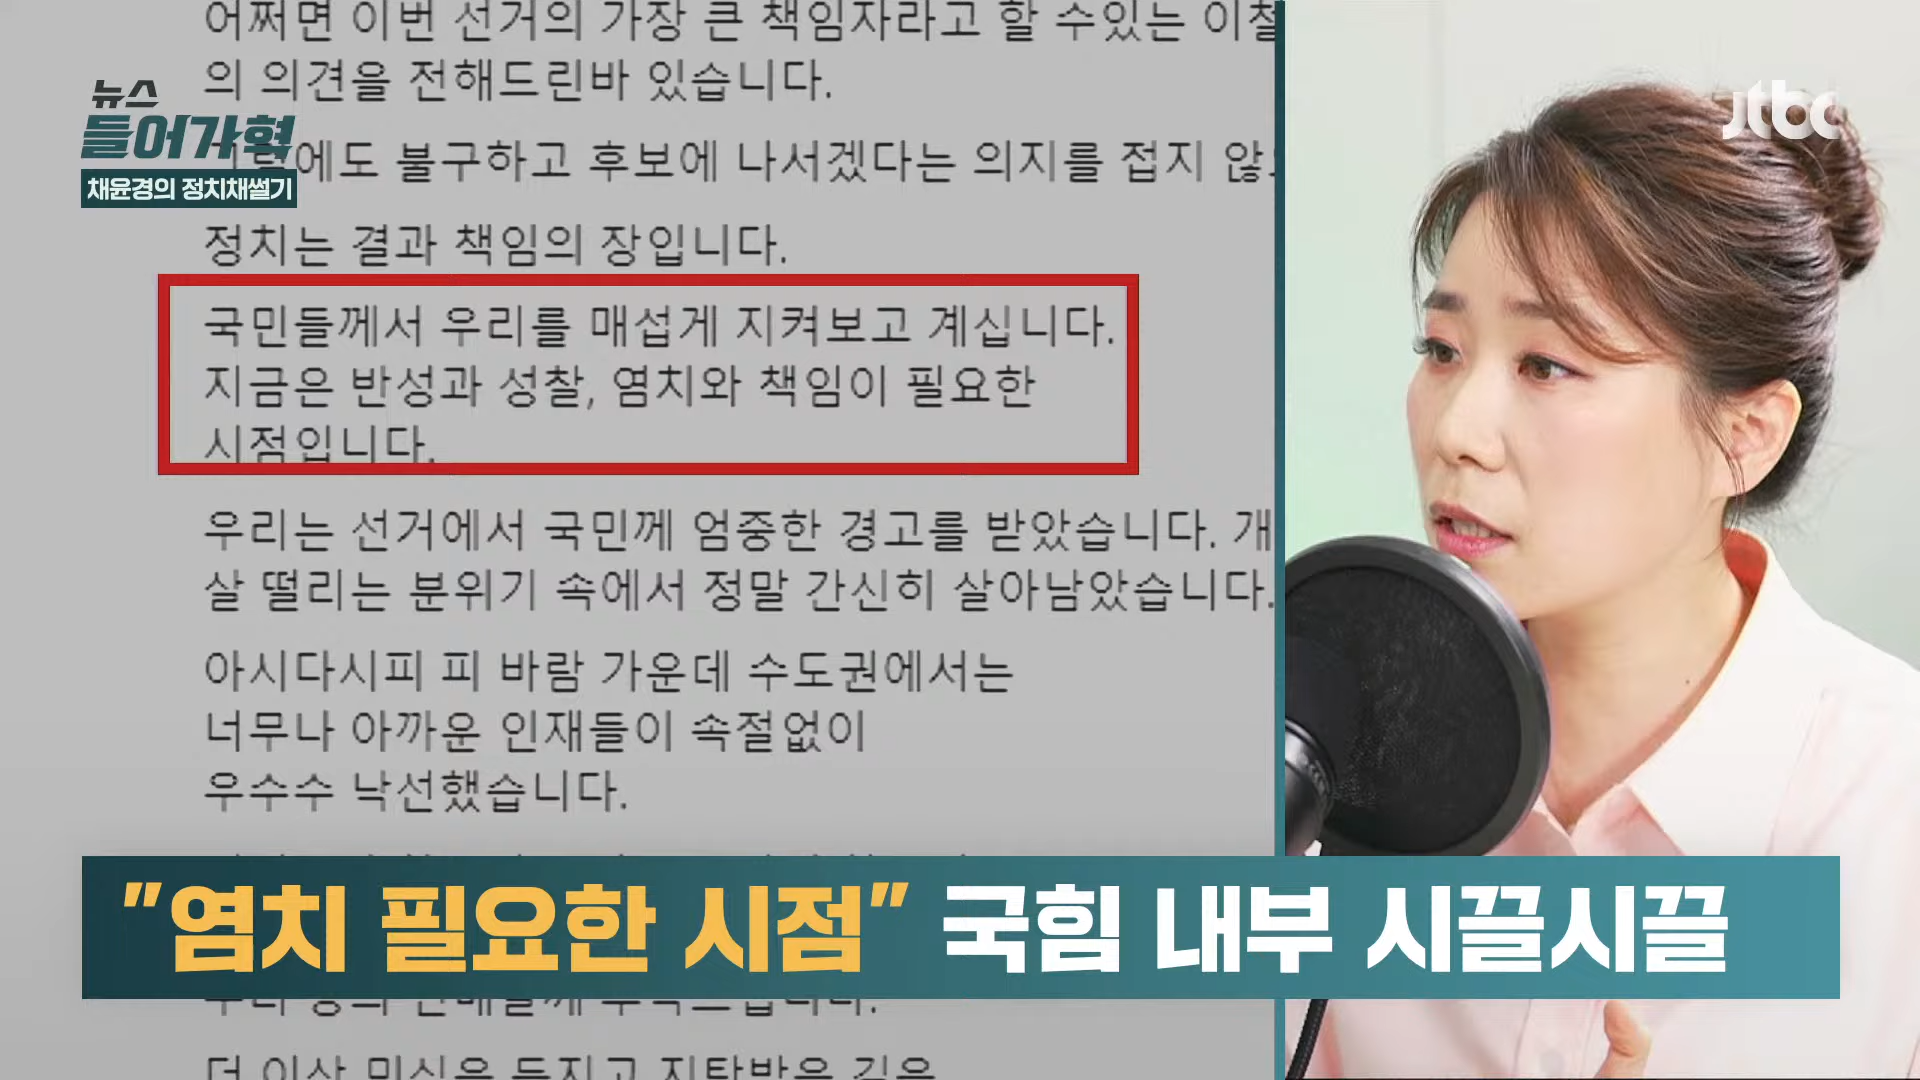 어쩌면 이번 선거의 가장 큰 책임자라고 할 수있는 이철
의 의견을 전해드린바 있습니다.
뉴스
들어가혁
채윤경의 정치채썰기
jtbc
에도 불구하고 후보에 나서겠다는 의지를 접지 않
정치는 결과 책임의 장입니다.
국민들께서 우리를 매섭게 지켜보고 계십니다.
지금은 반성과 성찰, 염치와 책임이 필요한
시점입니다.
우리는 선거에서 국민께 엄중한 경고를 받았습니다. 개
살 떨리는 분위기 속에서 정말 간신히 살아남았습니다.
아시다시피 피 바람 가운데 수도권에서는
너무나 아까운 인재들이 속절없이
우수수 낙선했습니다.
"염치 필요한 시점" 국힘 내부 시끌시끌